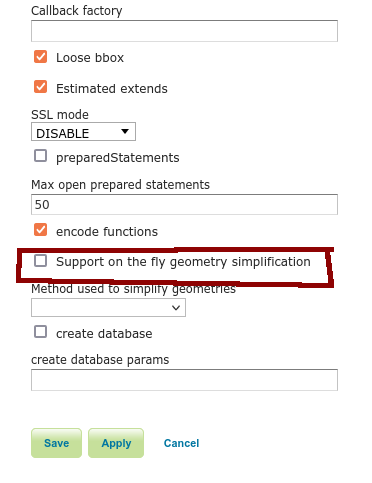 Callback factory
Loose bbox
Estimated extends
SSL mode
DISABLE
preparedStatements
Max open prepared statements
50
encode functions
Support on the fly geometry simplification
Method used to simplify geometries
create database
create database params
Save Apply Cancel